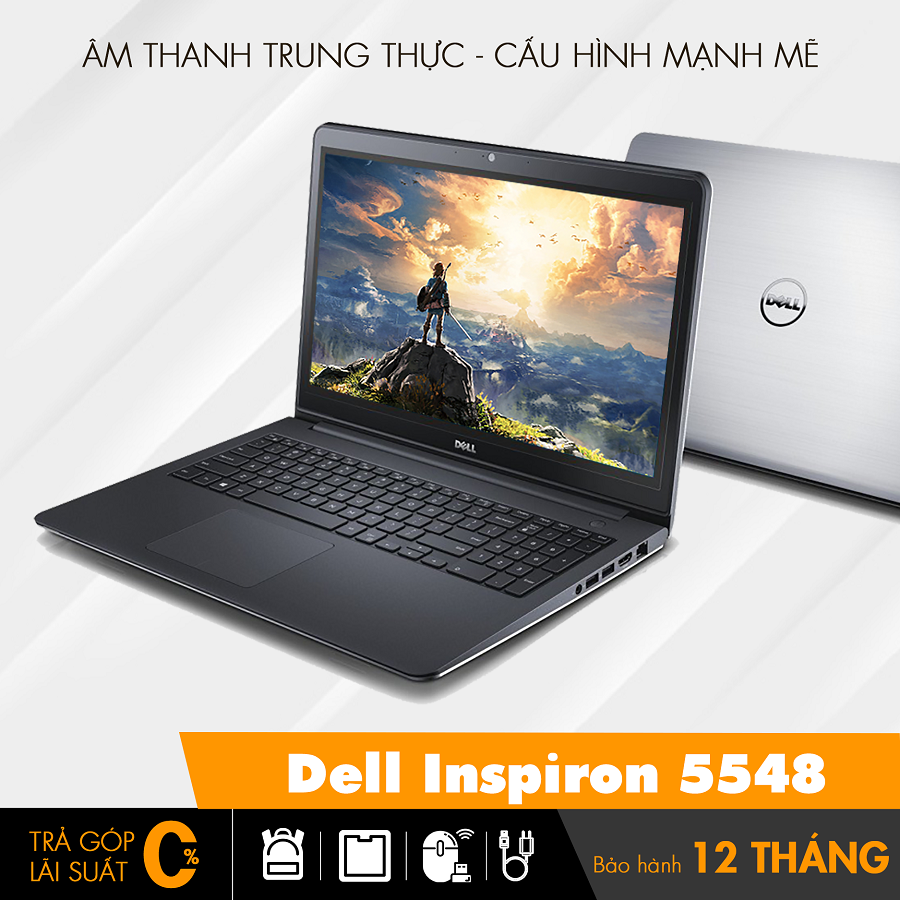 ÂM THANH TRUNG THỰC - CẤU HÌNH MẠNH MẼ
DELL
DELL
Dell Inspiron 5548
TRẢ GÓP
LÃI SUẤT
0%
Bảo hành 12 THÁNG